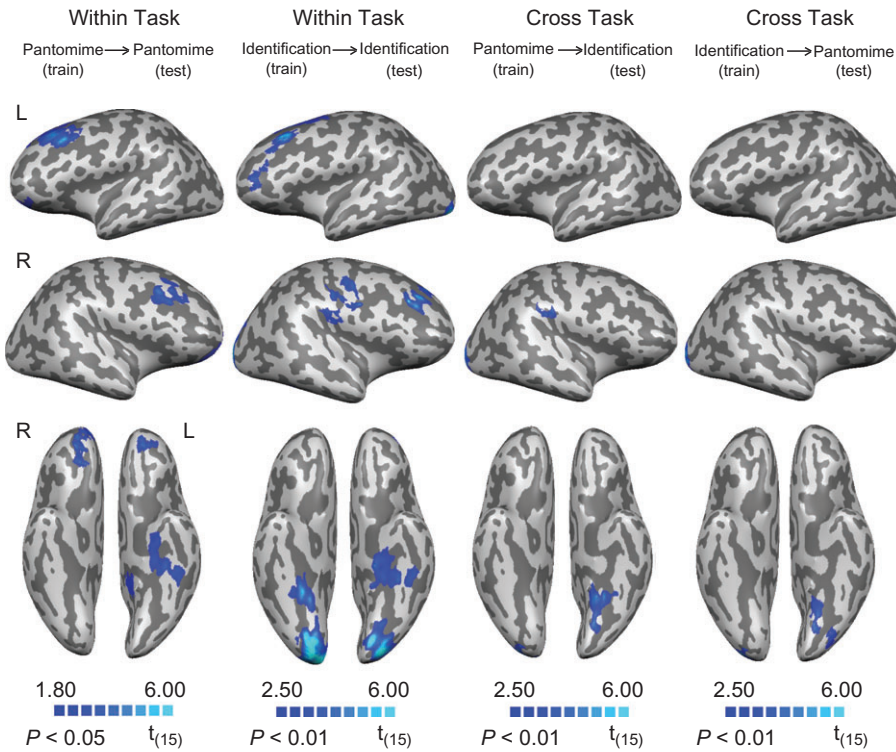 Within Task Within Task Cross Task Cross Task
Pantomime → Pantomime Identification → Identification Pantomime → Identification Identification → Pantomime
(train) (test) (train) (test) (train) (test) (train) (test)
L
R
R L
1.80 6.00 2.50 6.00 2.50 6.00 2.50 6.00
P < 0.05 t(15) P < 0.01 t(15) P < 0.01 t(15) P < 0.01 t(15)